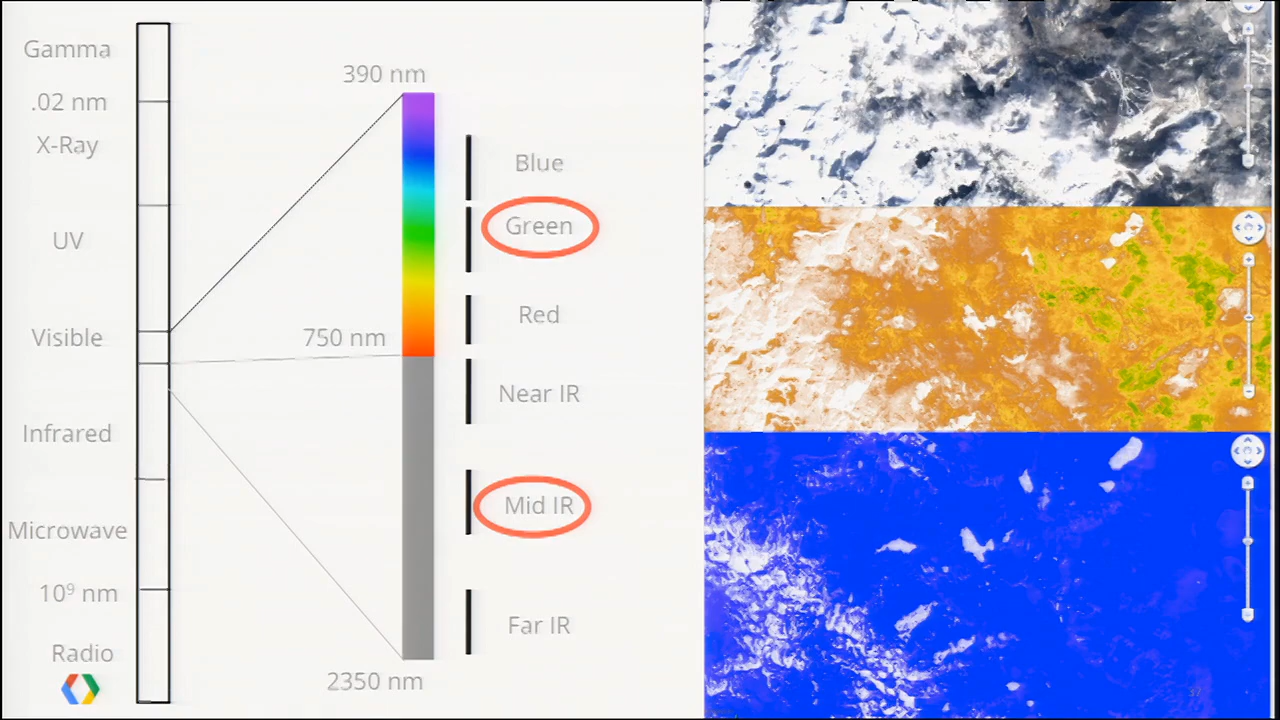 Gamma
.02 nm
X-Ray
UV
Visible
Infrared
Microwave
10⁹ nm
Radio
390 nm
750 nm
2350 nm
Blue
Green
Red
Near IR
Mid IR
Far IR
37